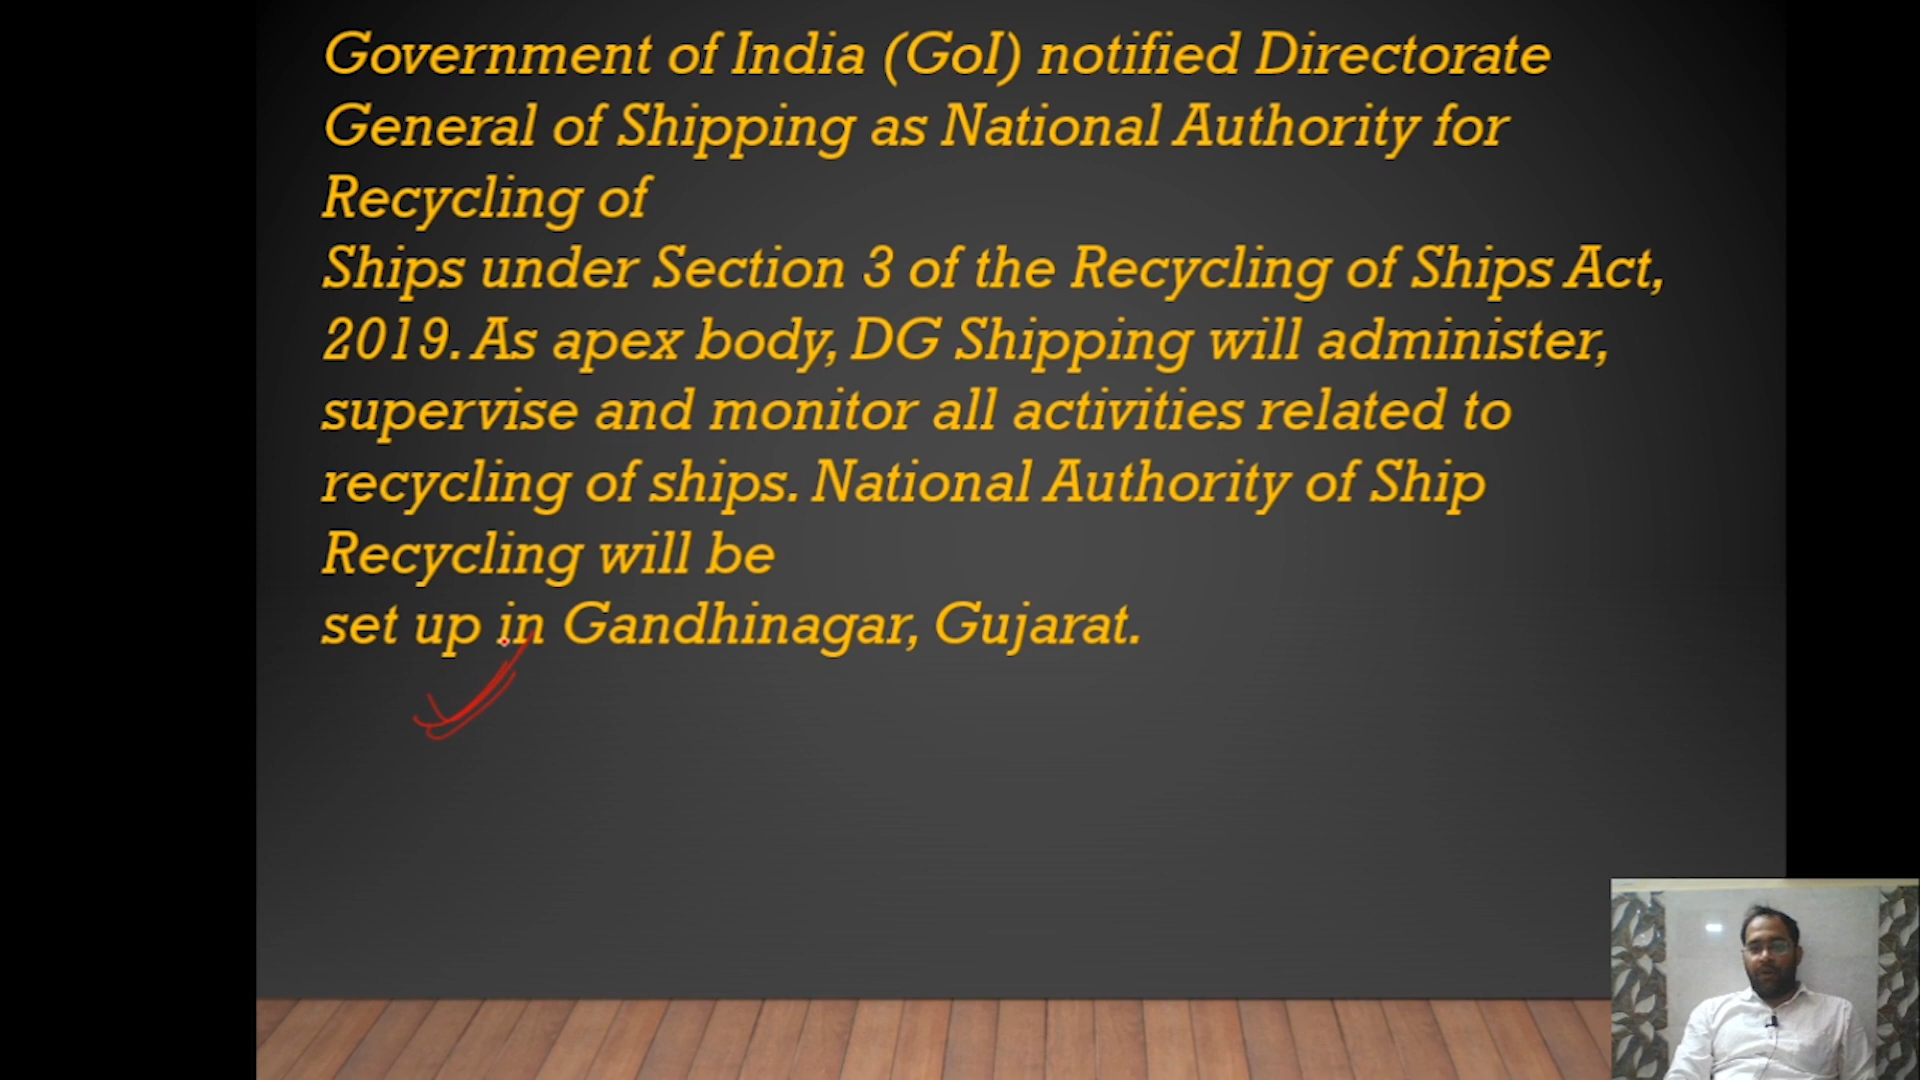 Government of India (GoI) notified Directorate
General of Shipping as National Authority for
Recycling of
Ships under Section 3 of the Recycling of Ships Act,
2019. As apex body, DG Shipping will administer,
supervise and monitor all activities related to
recycling of ships. National Authority of Ship
Recycling will be
set up in Gandhinagar, Gujarat.